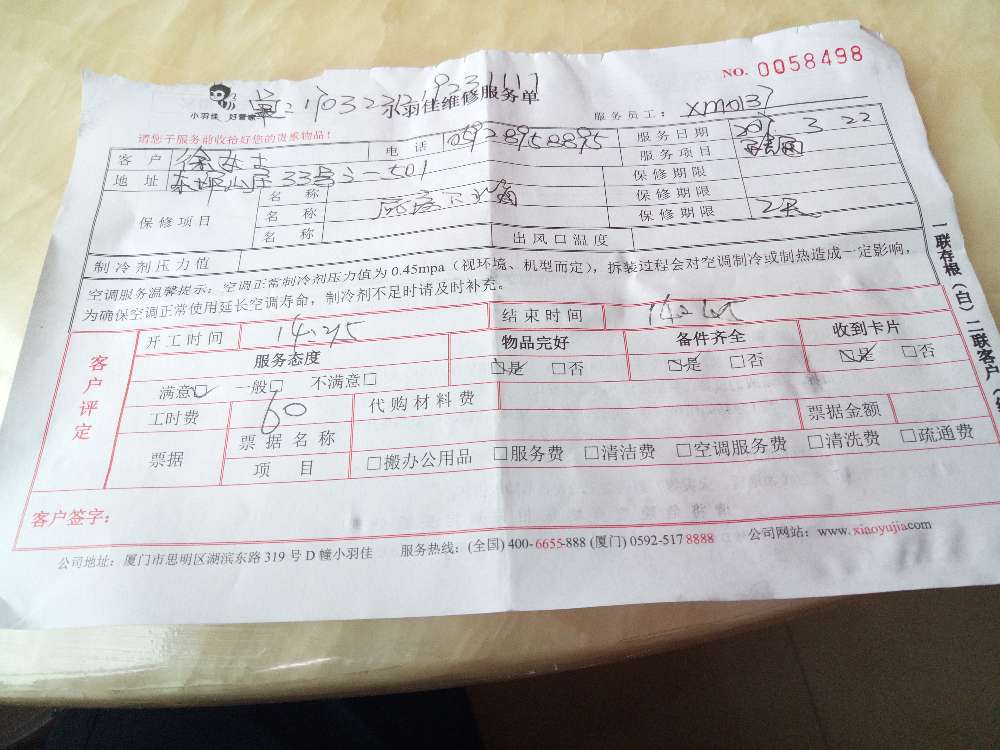 NO. 0058498
小羽佳 好管家
小羽佳维修服务单
服务员工: xm0137
请您于服务前收拾好您的贵重物品!
客户 徐女士 电话 服务日期 3 22
地址 33号之一501 服务项目
保修项目 名称 保修期限
名称 保修期限
名称 保修期限 2天
制冷剂压力值 出风口温度
空调服务温馨提示:空调正常制冷剂压力值为 0.45mpa(视环境、机型而定),拆装过程会对空调制冷或制热造成一定影响,
为确保空调正常使用延长空调寿命,制冷剂不足时请及时补充。
客户评定
开工时间 14:25 结束时间
服务态度 物品完好 备件齐全 收到卡片
满意☑ 一般□ 不满意□ ☑是 □否 ☑是 □否 ☑是 □否
工时费 60 代购材料费 票据金额
票据 票据名称
项目 □搬办公用品 □服务费 □清洁费 □空调服务费 □清洗费 □疏通费
客户签字:
公司地址:厦门市思明区湖滨东路 319 号 D 幢小羽佳 服务热线:(全国) 400-6655-888 (厦门) 0592-517 8888 公司网站:www.xiaoyujia.com
一联存根(白) 二联客户